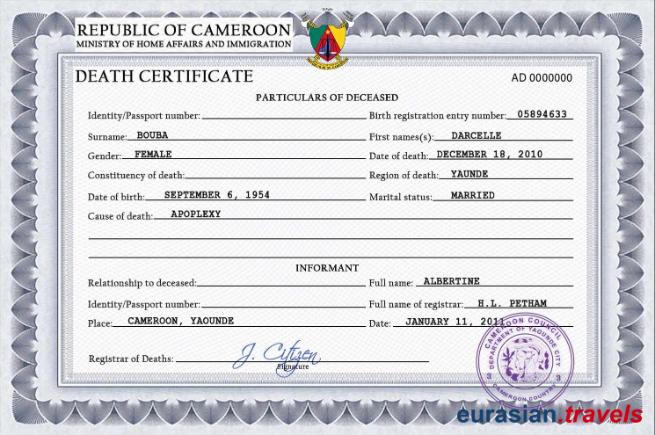 REPUBLIC OF CAMEROON
MINISTRY OF HOME AFFAIRS AND IMMIGRATION
DEATH CERTIFICATE AD 0000000
PARTICULARS OF DECEASED
Identity/Passport number: Birth registration entry number: 05894633
Surname: BOUBA First names(s): DARCELLE
Gender: FEMALE Date of death: DECEMBER 18, 2010
Constituency of death: Region of death: YAUNDE
Date of birth: SEPTEMBER 6, 1954 Marital status: MARRIED
Cause of death: APOPLEXY
INFORMANT
Relationship to deceased: Full name: ALBERTINE
Identity/Passport number: Full name of registrar: H.L. PETHAM
Place: CAMEROON, YAOUNDE Date: JANUARY 11, 2011
Registrar of Deaths: J. Citizen
Signature
CAMEROON COUNCIL
DEPARTMENT OF YAOUNDE CITY
CAMEROON COUNTRY
eurasian.travels